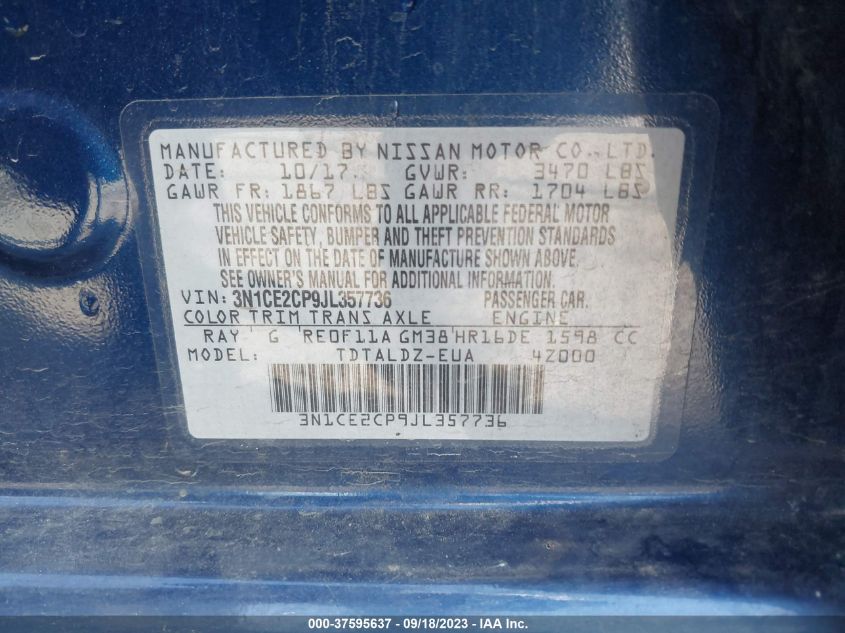 MANUFACTURED BY NISSAN MOTOR CO., LTD.
DATE: 10/17 GVWR: 3470 LBS
GAWR FR: 1867 LBS GAWR RR: 1704 LBS
THIS VEHICLE CONFORMS TO ALL APPLICABLE FEDERAL MOTOR
VEHICLE SAFETY, BUMPER AND THEFT PREVENTION STANDARDS
IN EFFECT ON THE DATE OF MANUFACTURE SHOWN ABOVE.
SEE OWNER'S MANUAL FOR ADDITIONAL INFORMATION.
VIN: 3N1CE2CP9JL357736 PASSENGER CAR.
COLOR TRIM TRANS AXLE ENGINE
RAY G RE0F11A GM38 HR16DE 1598 CC
MODEL: TDTALDZ-EUA 4Z000
3N1CE2CP9JL357736
000-37595637 - 09/18/2023 - IAA Inc.